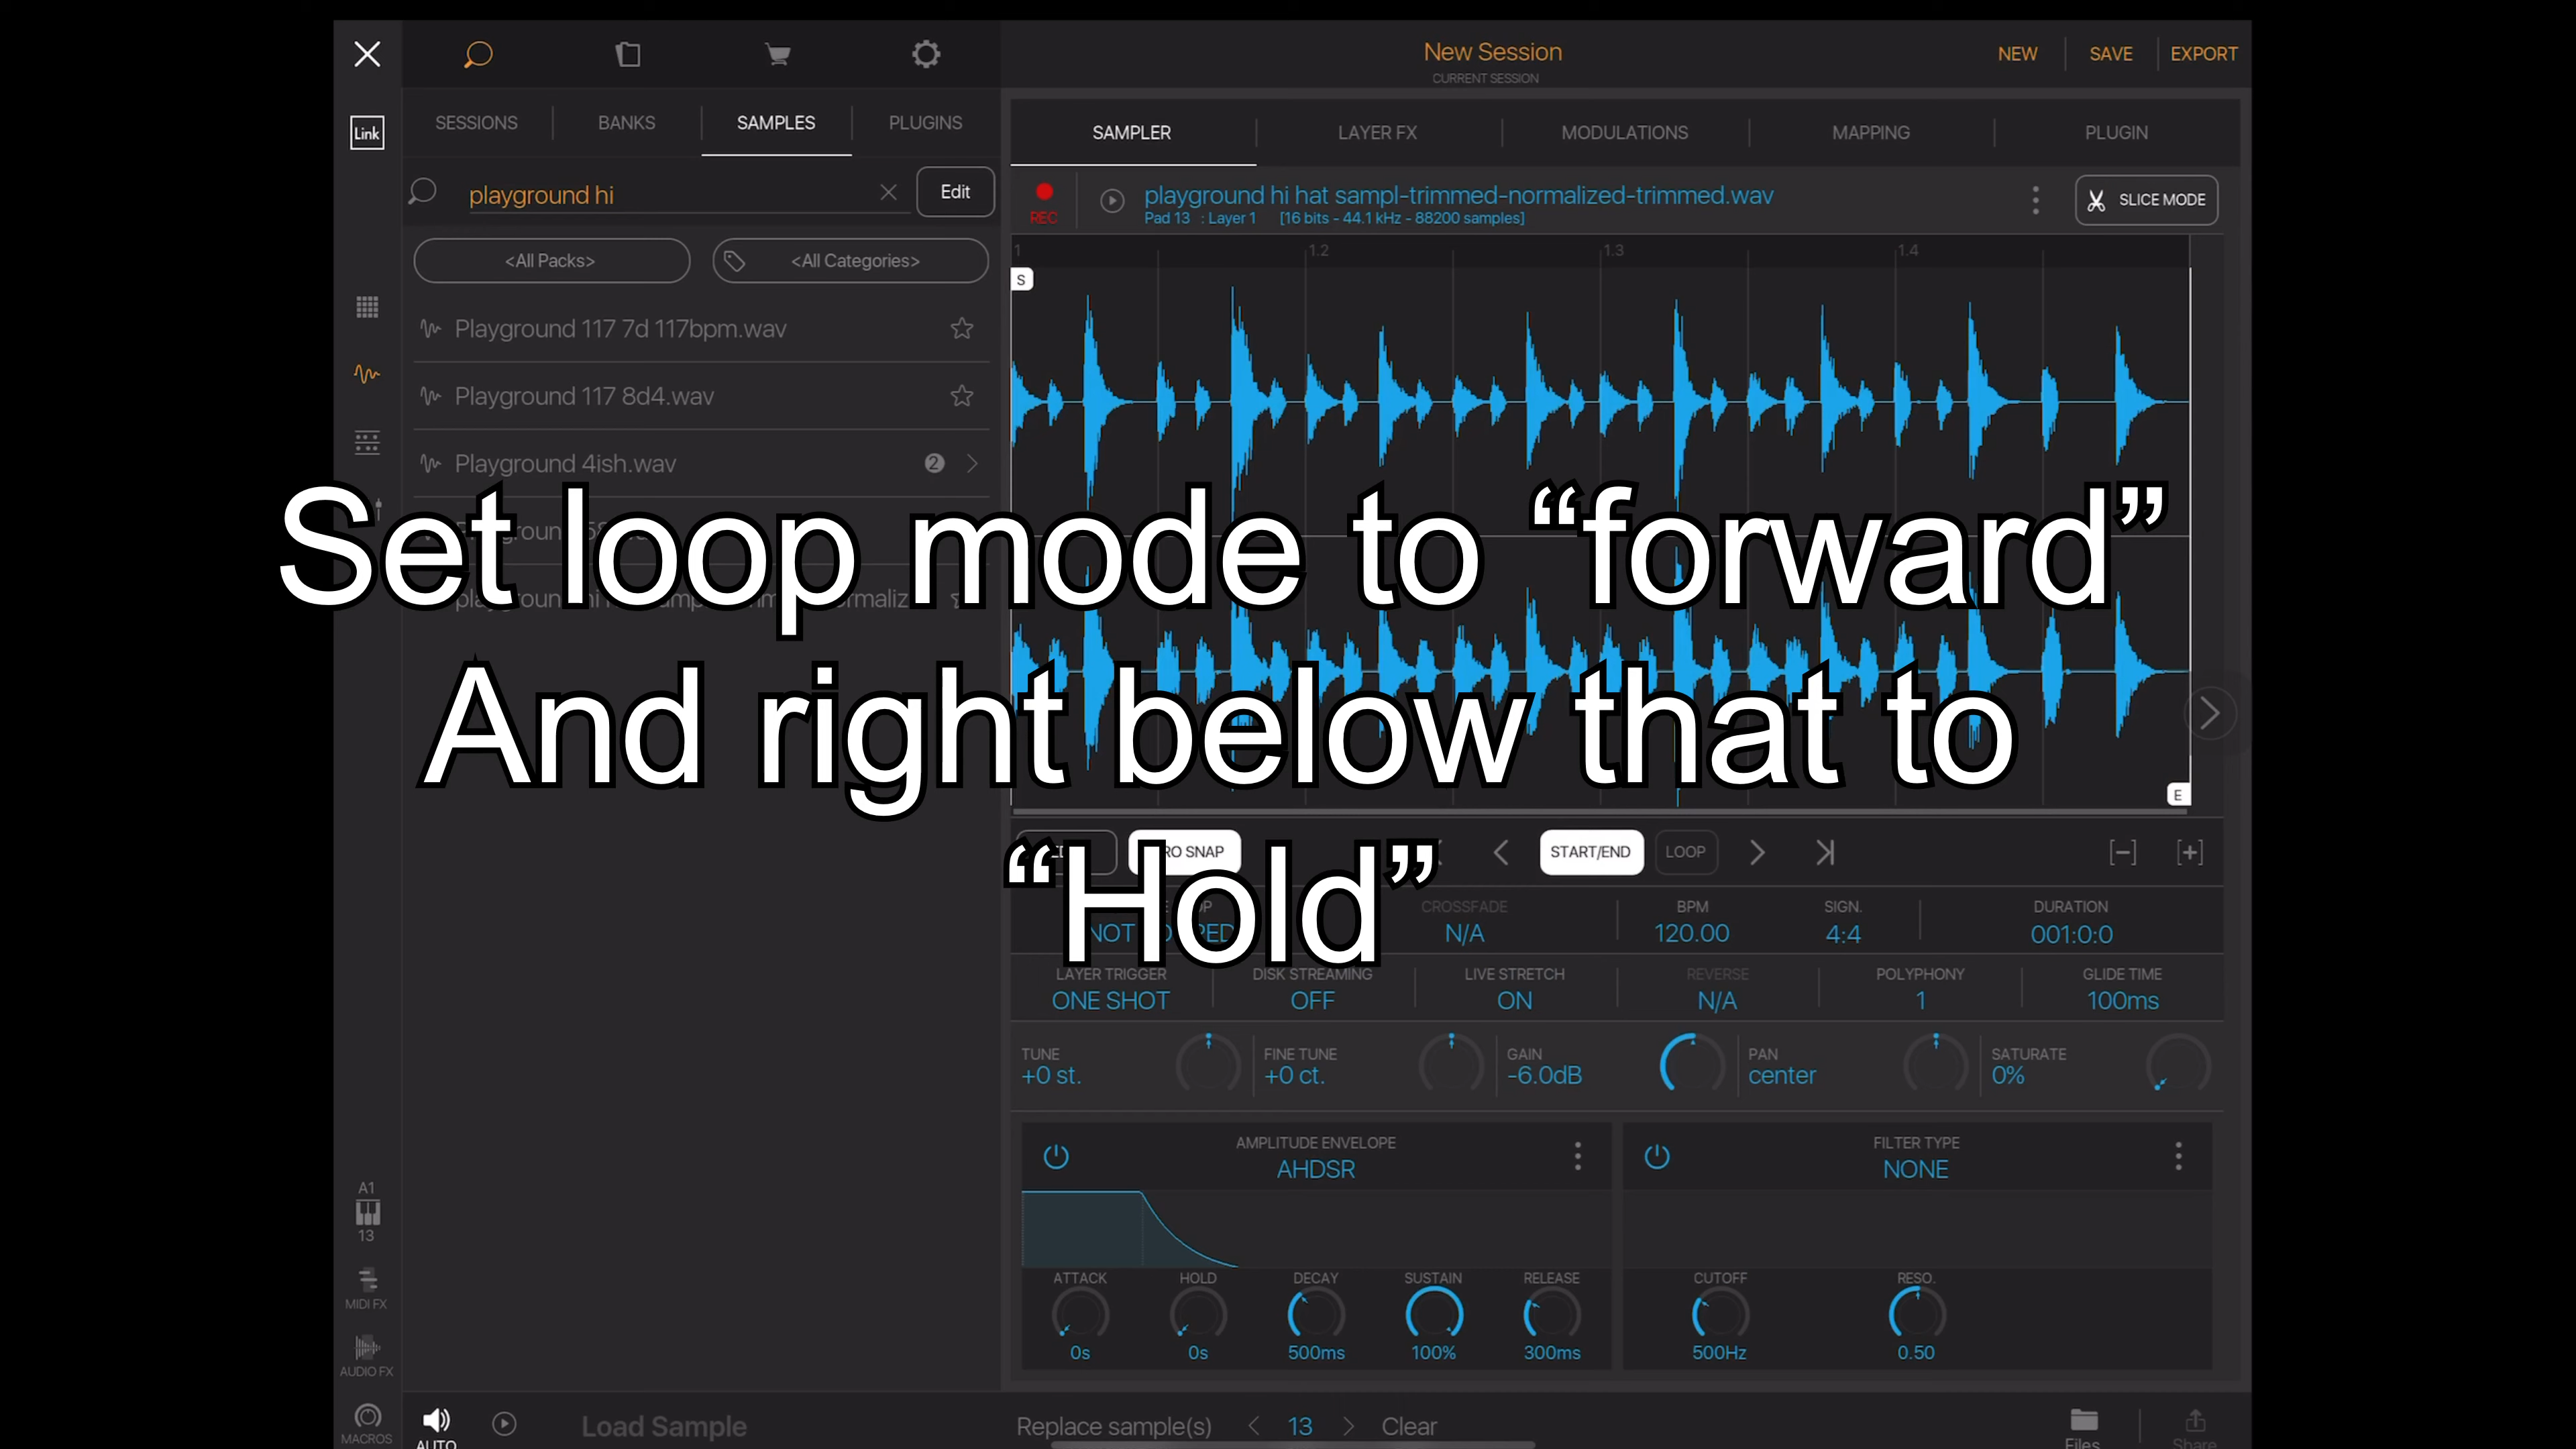 New Session
CURRENT SESSION
NEW
SAVE
EXPORT
Link
SESSIONS
BANKS
SAMPLES
PLUGINS
SAMPLER
LAYER FX
MODULATIONS
MAPPING
PLUGIN
playground hi
Edit
REC
playground hi hat sampl-trimmed-normalized-trimmed.wav
Pad 13 : Layer 1 [16 bits - 44.1 kHz - 88200 samples]
SLICE MODE
<All Packs>
<All Categories>
1
1.2
1.3
1.4
S
Playground 117 7d 117bpm.wav
Playground 117 8d4.wav
Playground 4ish.wav
2
Set loop mode to “forward”
And right below that to
“Hold”
E
SNAP
START/END
LOOP
[-]
[+]
CROSSFADE
N/A
BPM
120.00
SIGN.
4:4
DURATION
001:0:0
NOT
LAYER TRIGGER
ONE SHOT
DISK STREAMING
OFF
LIVE STRETCH
ON
REVERSE
N/A
POLYPHONY
1
GLIDE TIME
100ms
TUNE
+0 st.
FINE TUNE
+0 ct.
GAIN
-6.0dB
PAN
center
SATURATE
0%
AMPLITUDE ENVELOPE
AHDSR
FILTER TYPE
NONE
A1
13
MIDI FX
AUDIO FX
MACROS
ATTACK
0s
HOLD
0s
DECAY
500ms
SUSTAIN
100%
RELEASE
300ms
CUTOFF
500Hz
RESO.
0.50
AUTO
Load Sample
Replace sample(s)
13
Clear
Files
Share